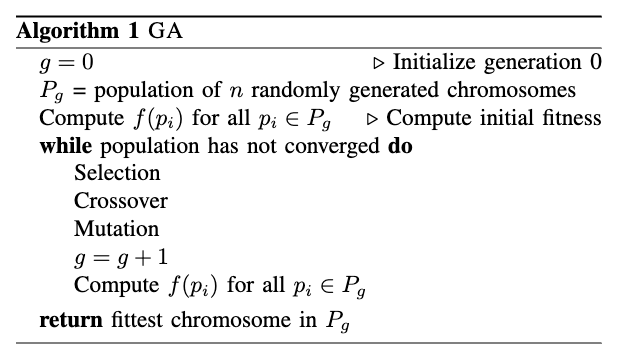 Algorithm 1 GA
g = 0 ▷ Initialize generation 0
P_g = population of n randomly generated chromosomes
Compute f(p_i) for all p_i ∈ P_g ▷ Compute initial fitness
while population has not converged do
Selection
Crossover
Mutation
g = g + 1
Compute f(p_i) for all p_i ∈ P_g
return fittest chromosome in P_g